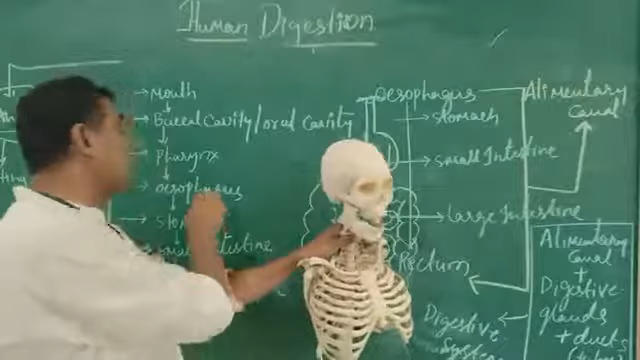 Human Digestion
→ Mouth
→ Buccal Cavity/oral Cavity
→ Pharynx
→ oesophagus
→ Sto
small Intestine
Oesophagus
→ stomach
→ small Intestine
→ large Intestine
Rectum
Alimentary
Canal
Alimentary
Canal
+
Digestive
glands
+ ducts
Digestive
System